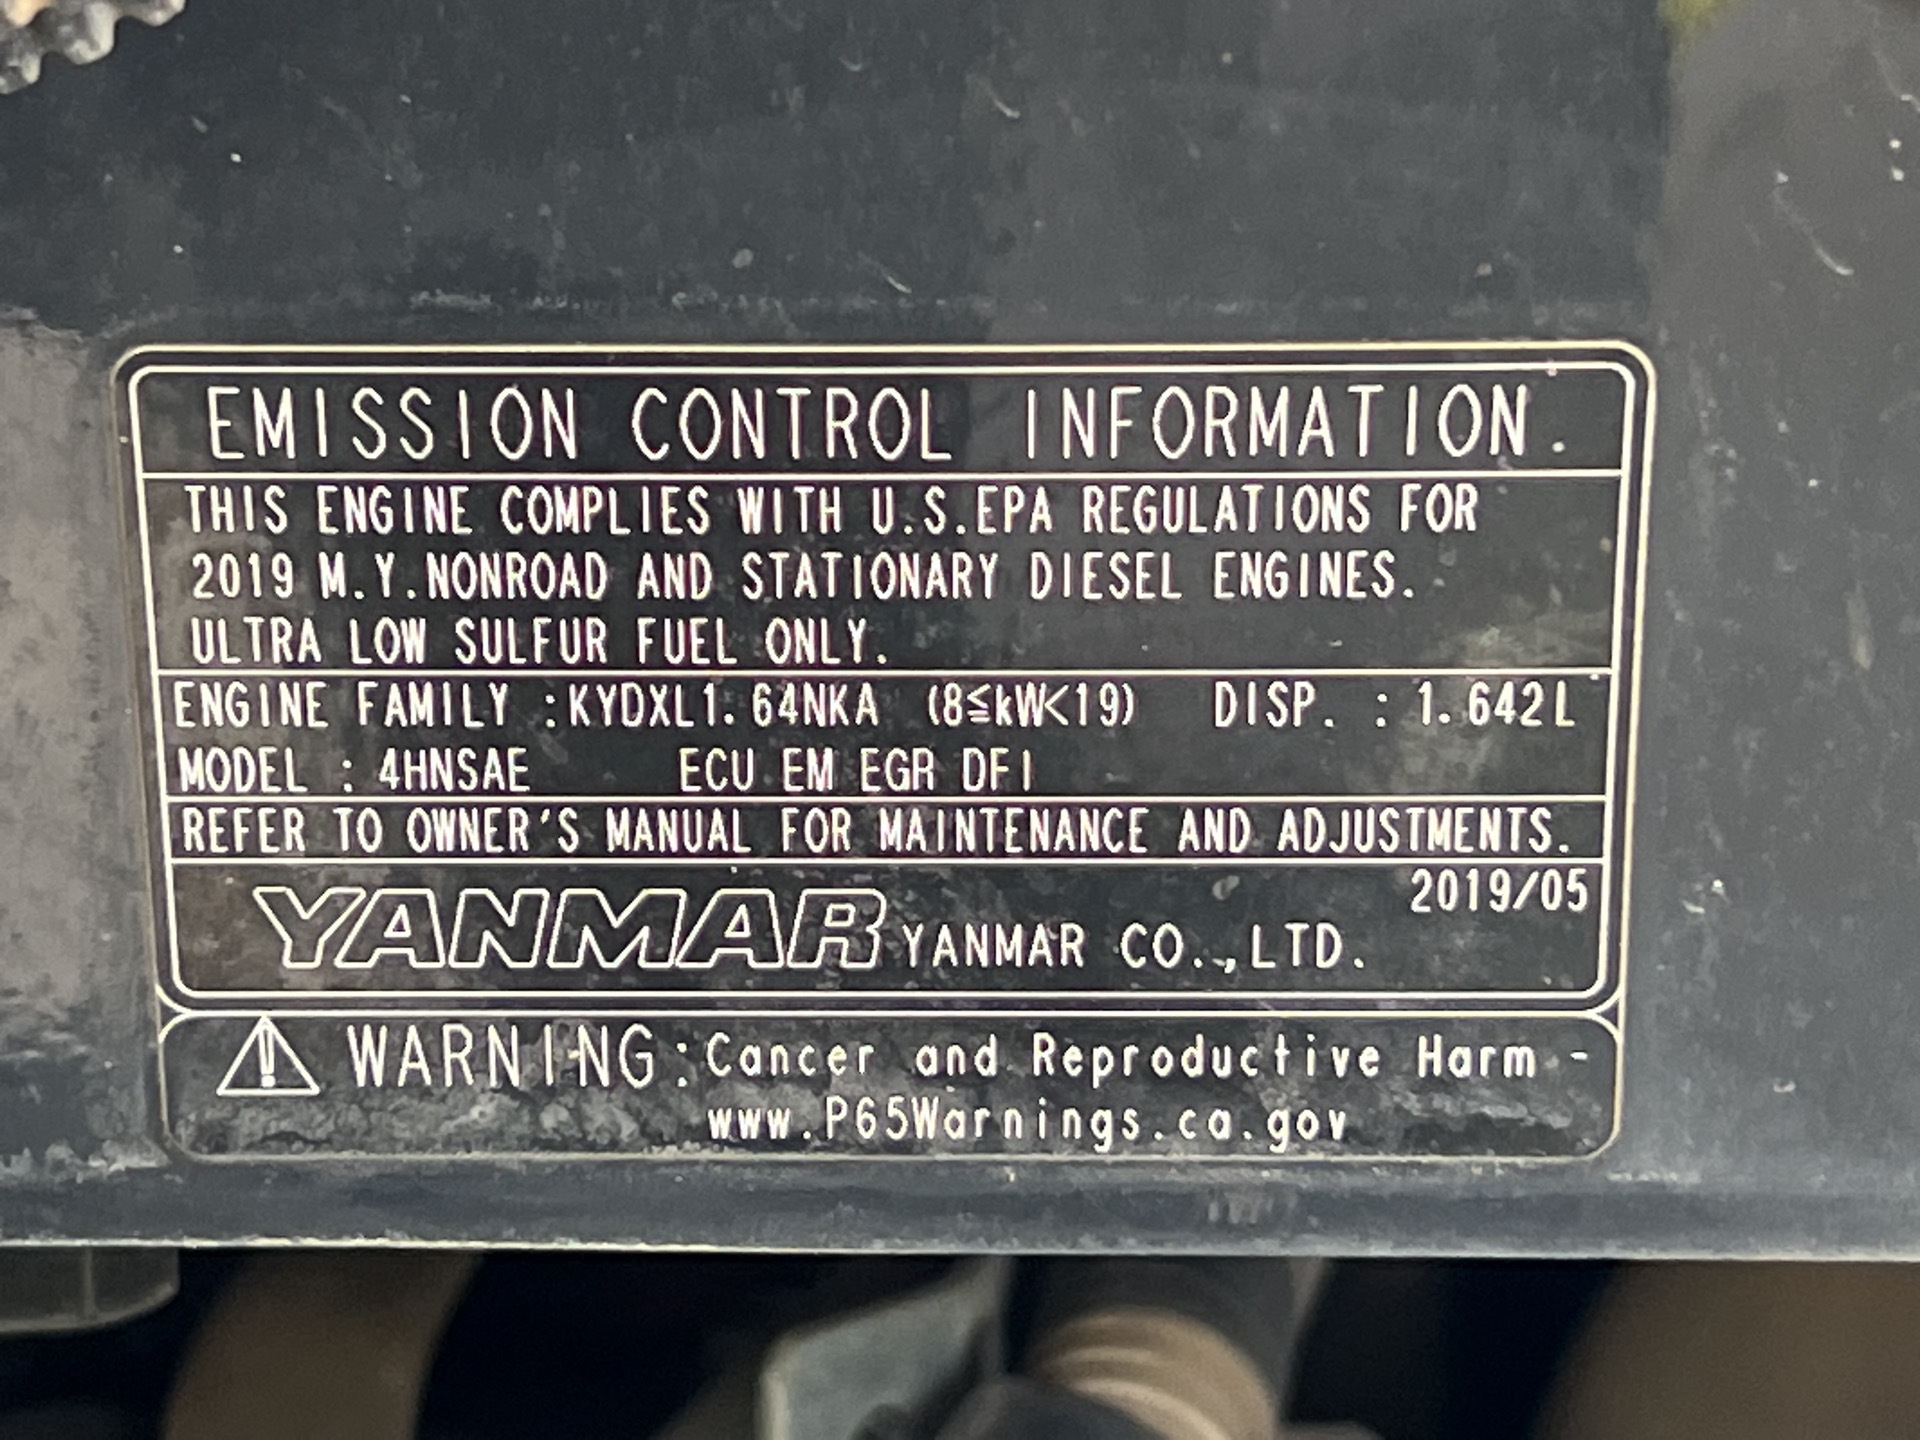 EMISSION CONTROL INFORMATION.
THIS ENGINE COMPLIES WITH U.S.EPA REGULATIONS FOR
2019 M.Y.NONROAD AND STATIONARY DIESEL ENGINES.
ULTRA LOW SULFUR FUEL ONLY.
ENGINE FAMILY :KYDXL1.64NKA (8≦kW<19) DISP. : 1.642L
MODEL : 4HNSAE ECU EM EGR DFI
REFER TO OWNER'S MANUAL FOR MAINTENANCE AND ADJUSTMENTS.
2019/05
YANMAR YANMAR CO.,LTD.
WARNING:Cancer and Reproductive Harm -
www.P65Warnings.ca.gov